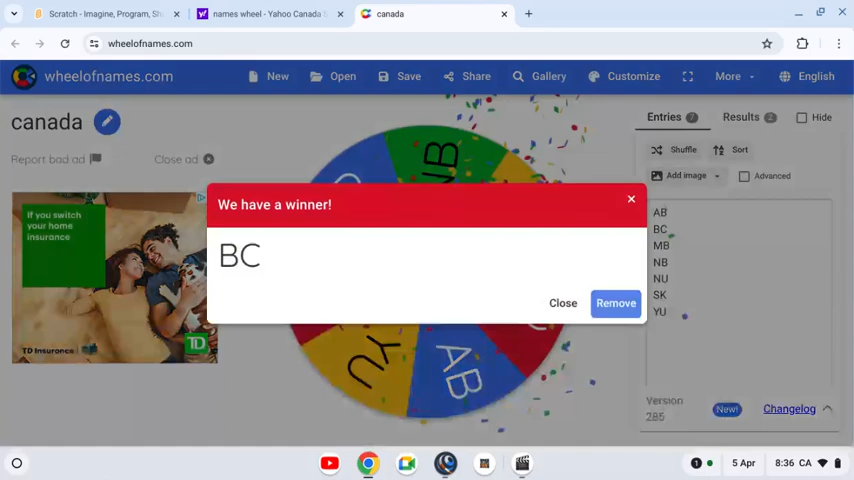 Scratch - Imagine, Program, Sh
names wheel - Yahoo Canada S
canada
wheelofnames.com
wheelofnames.com
New
Open
Save
Share
Gallery
Customize
More
English
canada
Report bad ad
Close ad
If you switch
your home
insurance
TD Insurance
TD
NB
YU
AB
We have a winner!
BC
Close
Remove
Entries 7
Results 2
Hide
Shuffle
Sort
Add image
Advanced
AB
BC
MB
NB
NU
SK
YU
Version
285
New!
Changelog
1
5 Apr
8:36 CA